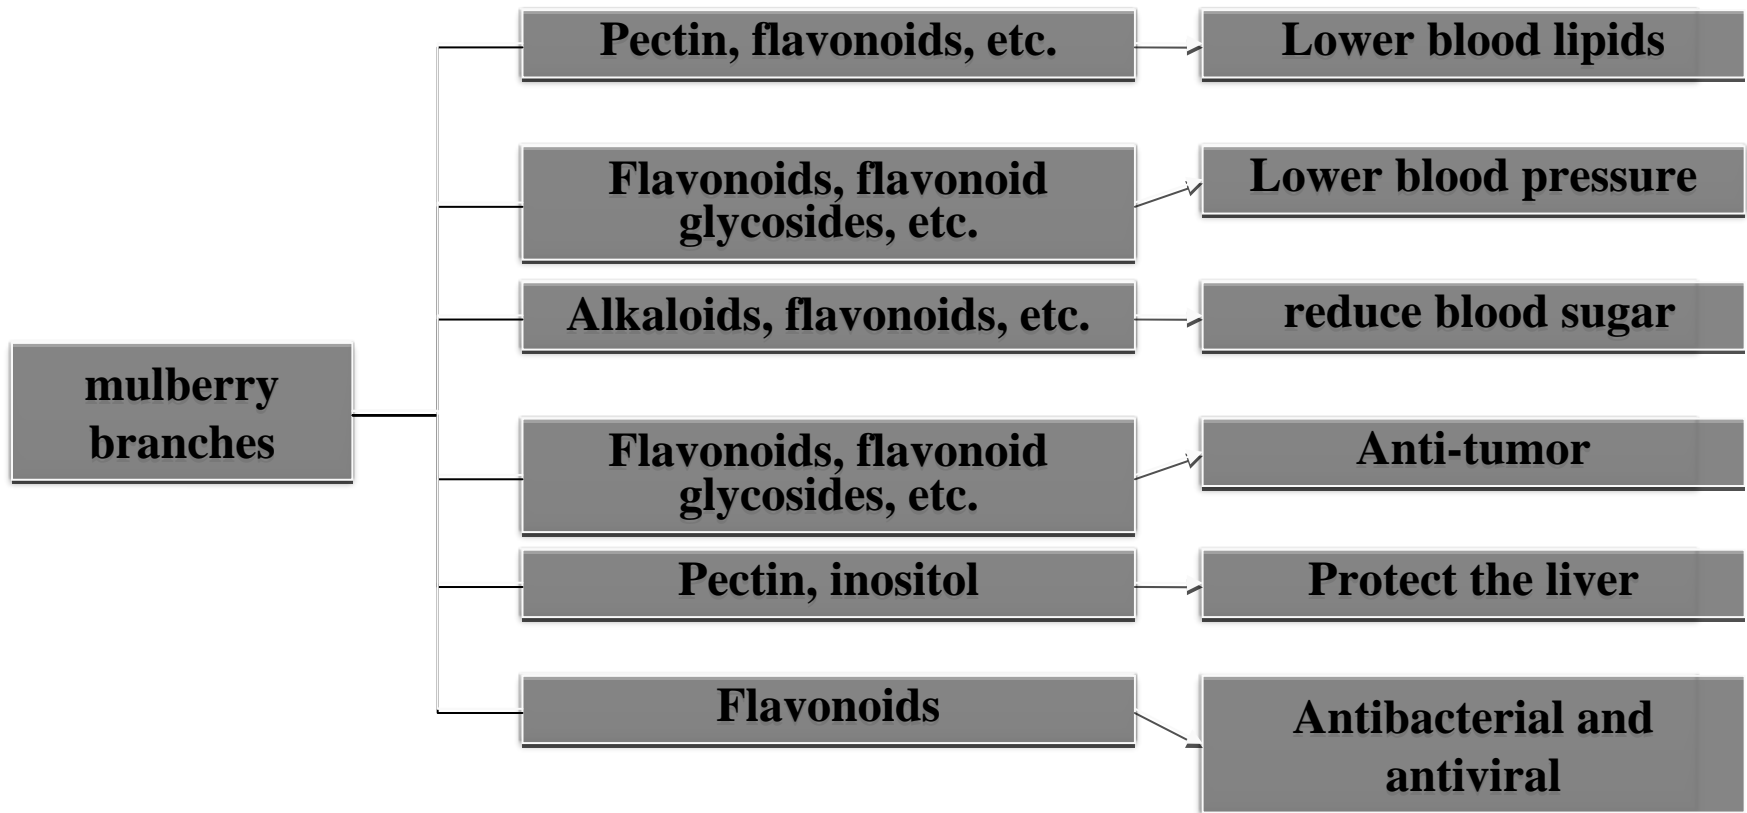 Pectin, flavonoids, etc.
Lower blood lipids
Flavonoids, flavonoid
glycosides, etc.
Lower blood pressure
Alkaloids, flavonoids, etc.
reduce blood sugar
mulberry
branches
Flavonoids, flavonoid
glycosides, etc.
Anti-tumor
Pectin, inositol
Protect the liver
Flavonoids
Antibacterial and
antiviral